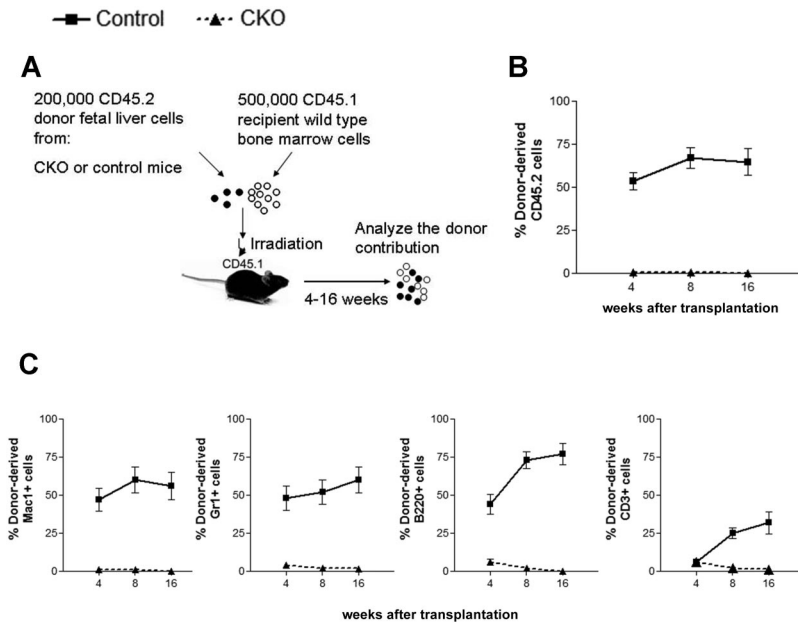 Control CKO
A
200,000 CD45.2
donor fetal liver cells
from:
CKO or control mice
500,000 CD45.1
recipient wild type
bone marrow cells
Irradiation
CD45.1
4-16 weeks
Analyze the donor
contribution
B
% Donor-derived
CD45.2 cells
100
75
50
25
0
4 8 16
weeks after transplantation
C
% Donor-derived
Mac1+ cells
100
75
50
25
0
4 8 16
% Donor-derived
Gr1+ cells
100
75
50
25
0
4 8 16
% Donor-derived
B220+ cells
100
75
50
25
0
4 8 16
% Donor-derived
CD3+ cells
100
75
50
25
0
4 8 16
weeks after transplantation